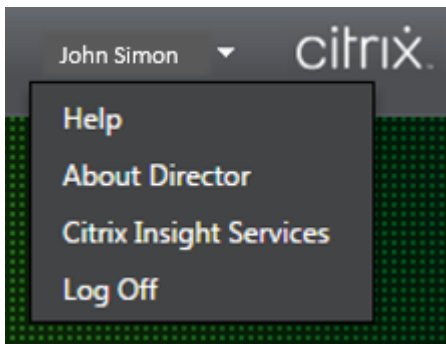 John Simon
citrix
Help
About Director
Citrix Insight Services
Log Off